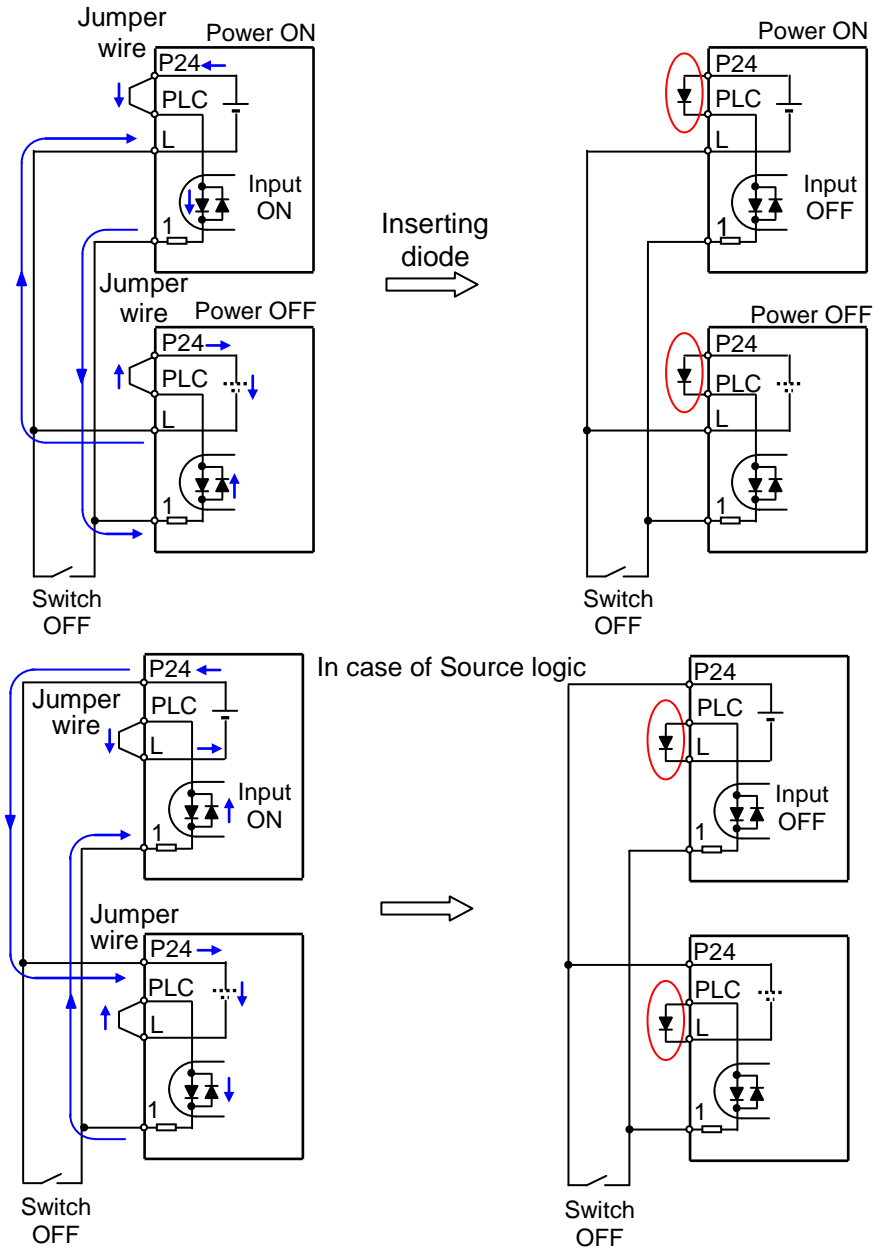 Jumper
wire
Power ON
P24
PLC
L
Input
ON
1
Jumper
wire
Power OFF
P24
PLC
L
1
Switch
OFF
Inserting
diode
Power ON
P24
PLC
L
Input
OFF
1
Power OFF
P24
PLC
L
1
Switch
OFF
In case of Source logic
P24
Jumper
wire
PLC
L
Input
ON
1
Jumper
wire
P24
PLC
L
1
Switch
OFF
P24
PLC
L
Input
OFF
1
P24
PLC
L
1
Switch
OFF